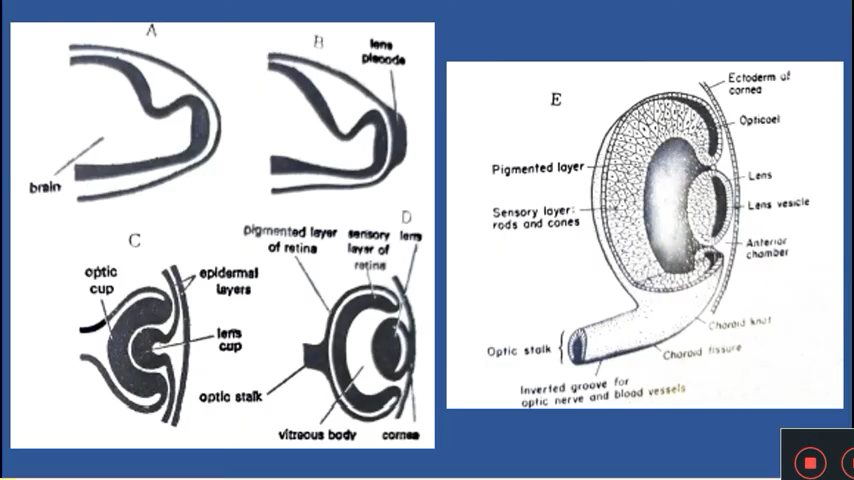 A
B
lens
placode
brain
C
optic
cup
epidermal
layers
lens
cup
D
pigmented layer
of retina
sensory
layer of
retina
lens
optic stalk
vitreous body
cornea
E
Ectoderm of
cornea
Opticoel
Pigmented layer
Lens
Sensory layer:
rods and cones
Lens vesicle
Anterior
chamber
Choroid knot
Optic stalk
Choroid fissure
Inverted groove for
optic nerve and blood vessels